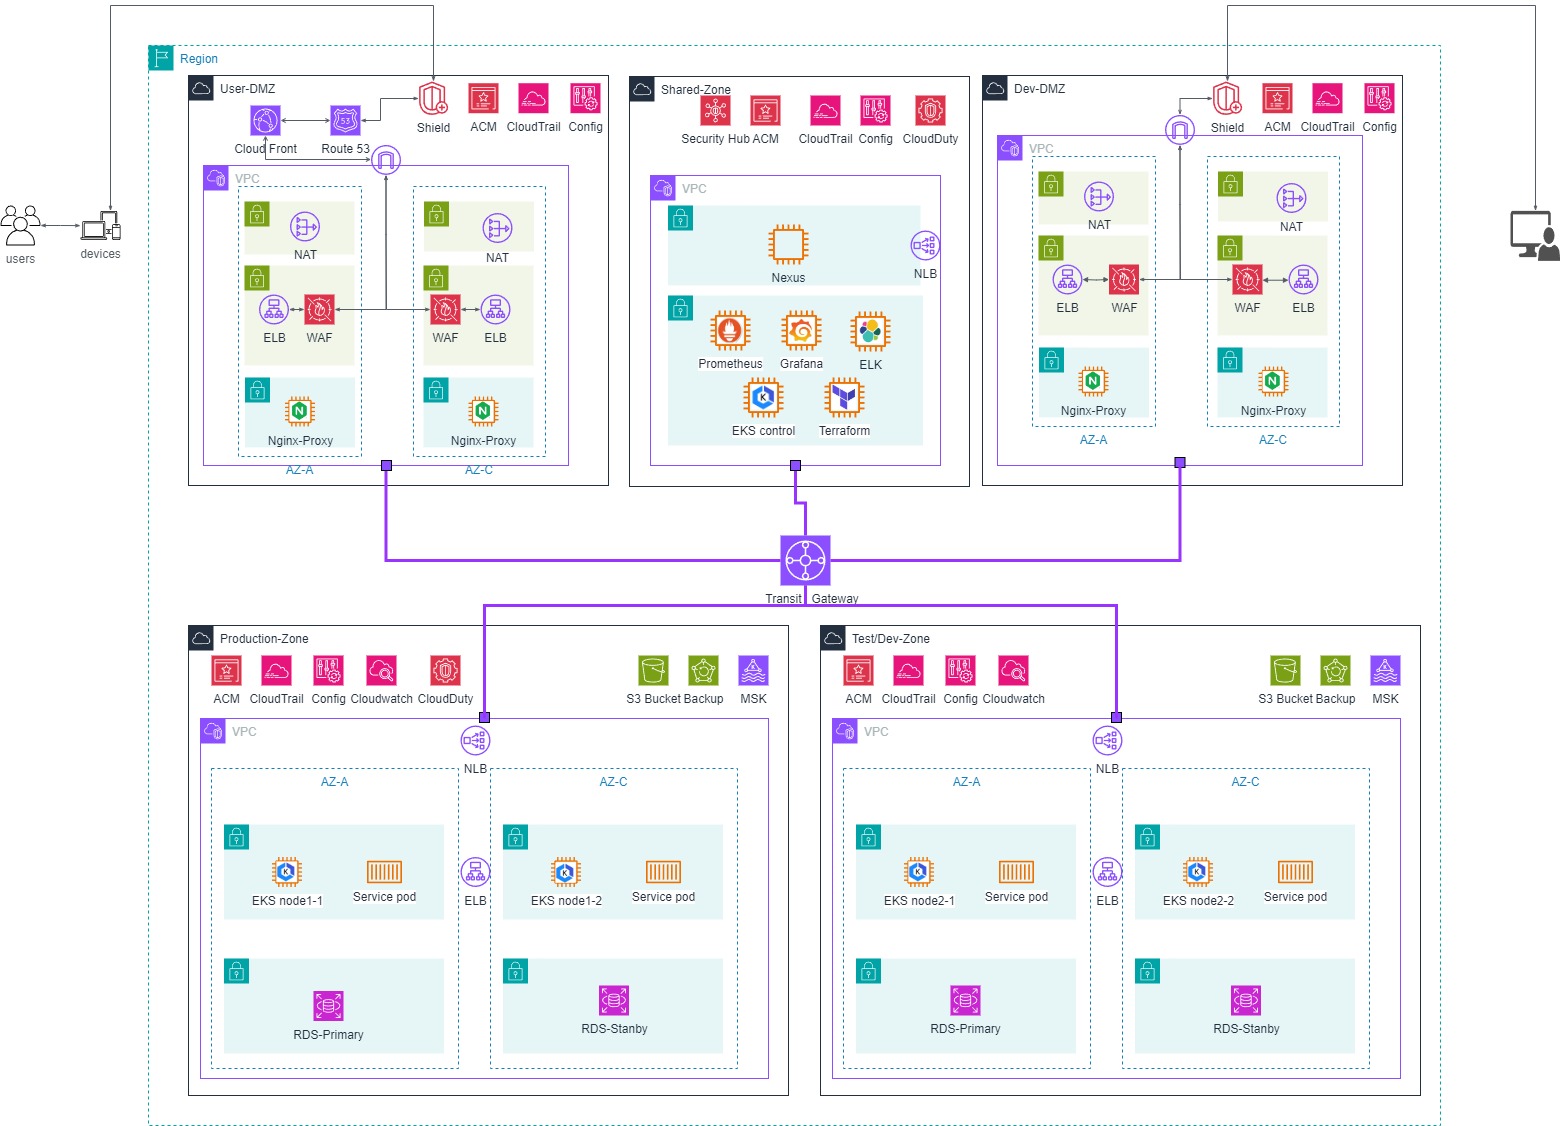 Region
User-DMZ
Shield
ACM
CloudTrail
Config
Cloud Front
Route 53
53
VPC
NAT
NAT
ELB
WAF
WAF
ELB
N
Nginx-Proxy
N
Nginx-Proxy
AZ-A
AZ-C
users
devices
Shared-Zone
Security Hub
ACM
CloudTrail
Config
CloudDuty
VPC
Nexus
NLB
Prometheus
Grafana
ELK
K
EKS control
Terraform
Dev-DMZ
Shield
ACM
CloudTrail
Config
VPC
NAT
NAT
ELB
WAF
WAF
ELB
N
Nginx-Proxy
N
Nginx-Proxy
AZ-A
AZ-C
Transit Gateway
Production-Zone
ACM
CloudTrail
Config
Cloudwatch
CloudDuty
S3 Bucket
Backup
MSK
VPC
NLB
AZ-A
AZ-C
K
EKS node1-1
Service pod
ELB
K
EKS node1-2
Service pod
RDS-Primary
RDS-Stanby
Test/Dev-Zone
ACM
CloudTrail
Config
Cloudwatch
S3 Bucket
Backup
MSK
VPC
NLB
AZ-A
AZ-C
K
EKS node2-1
Service pod
ELB
K
EKS node2-2
Service pod
RDS-Primary
RDS-Stanby